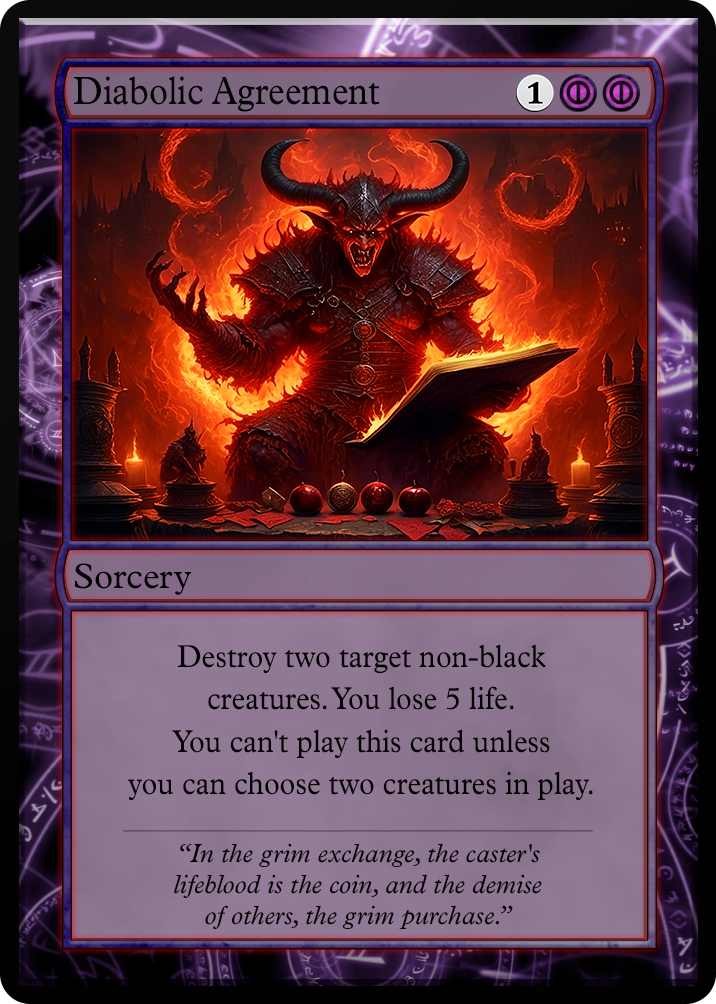 Diabolic Agreement 1
Sorcery
Destroy two target non-black
creatures. You lose 5 life.
You can't play this card unless
you can choose two creatures in play.
“In the grim exchange, the caster's
lifeblood is the coin, and the demise
of others, the grim purchase.”